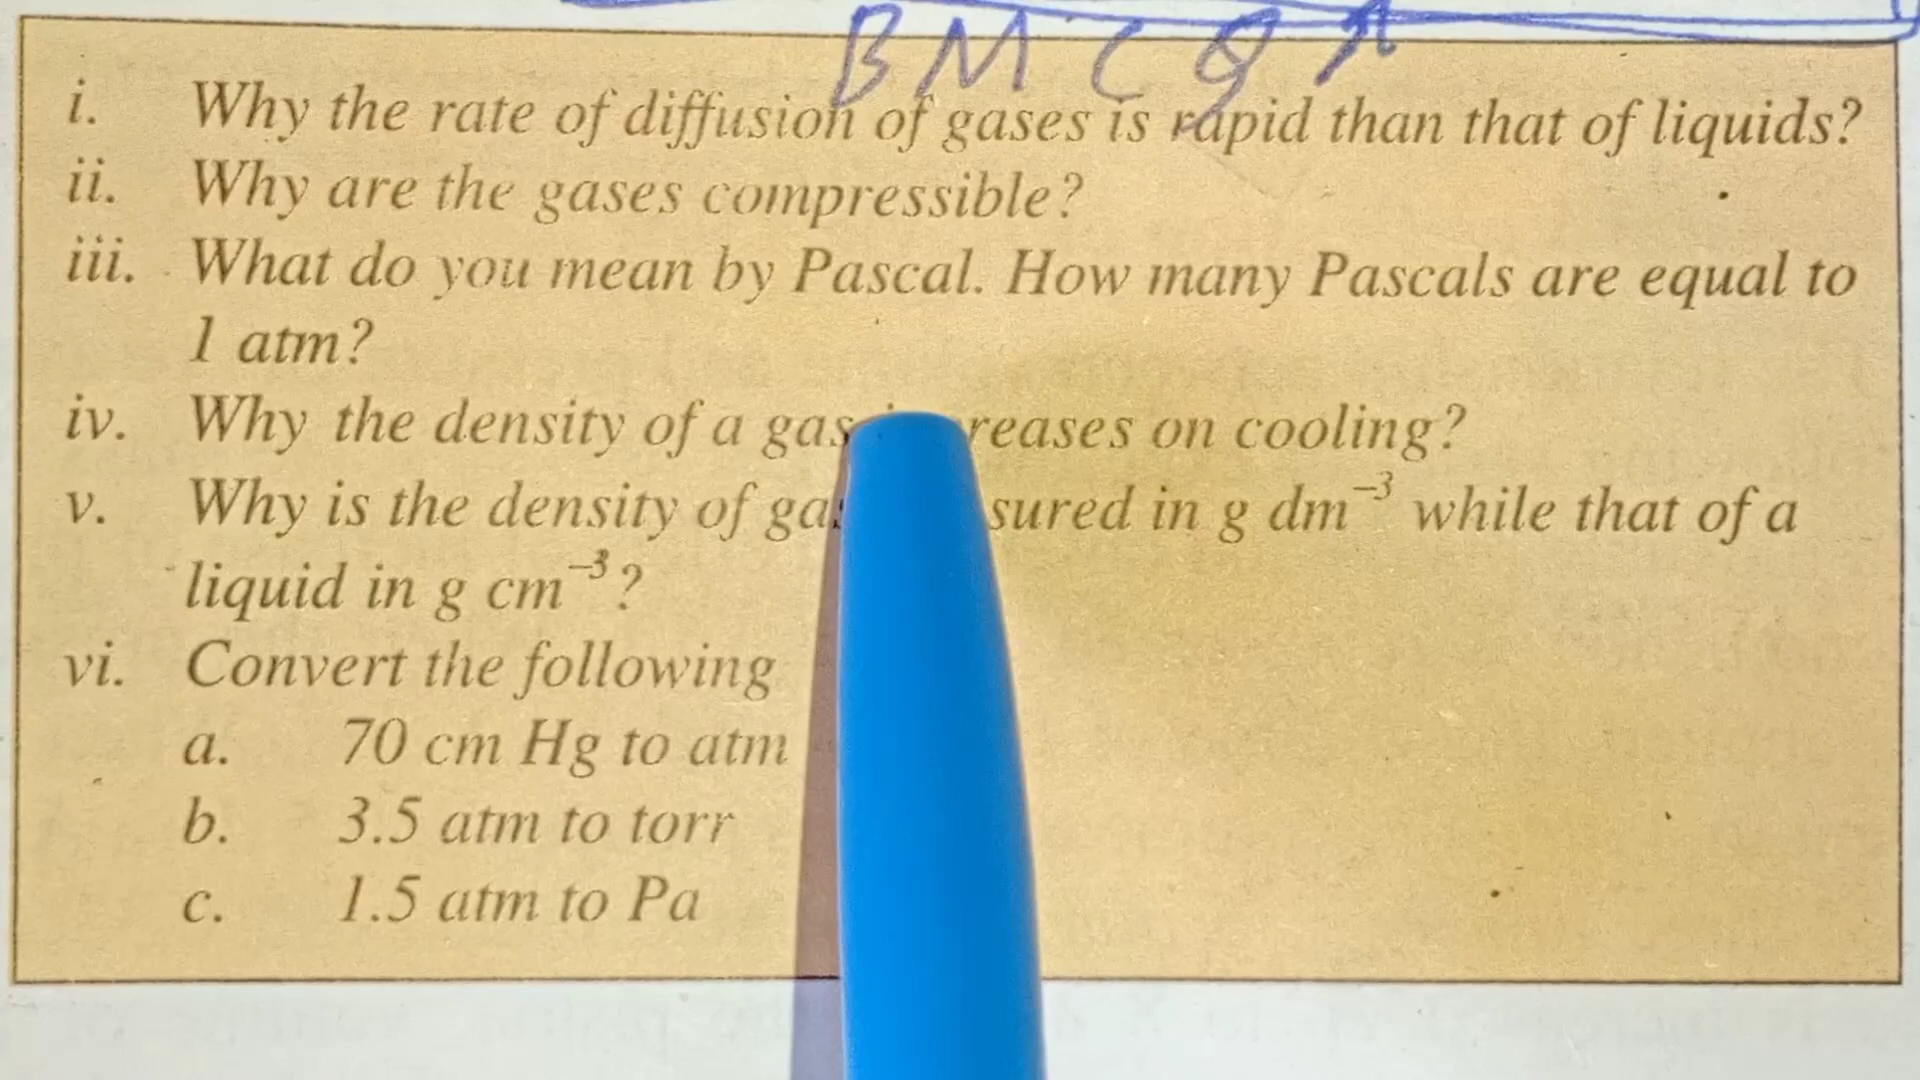 BMCQ
i. Why the rate of diffusion of gases is rapid than that of liquids?
ii. Why are the gases compressible?
iii. What do you mean by Pascal. How many Pascals are equal to
1 atm?
iv. Why the density of a gas on cooling?
v. Why is the density of in g dm⁻³ while that of a
liquid in g cm⁻³?
vi. Convert the following
a. 70 cm Hg to atm
b. 3.5 atm to torr
c. 1.5 atm to Pa